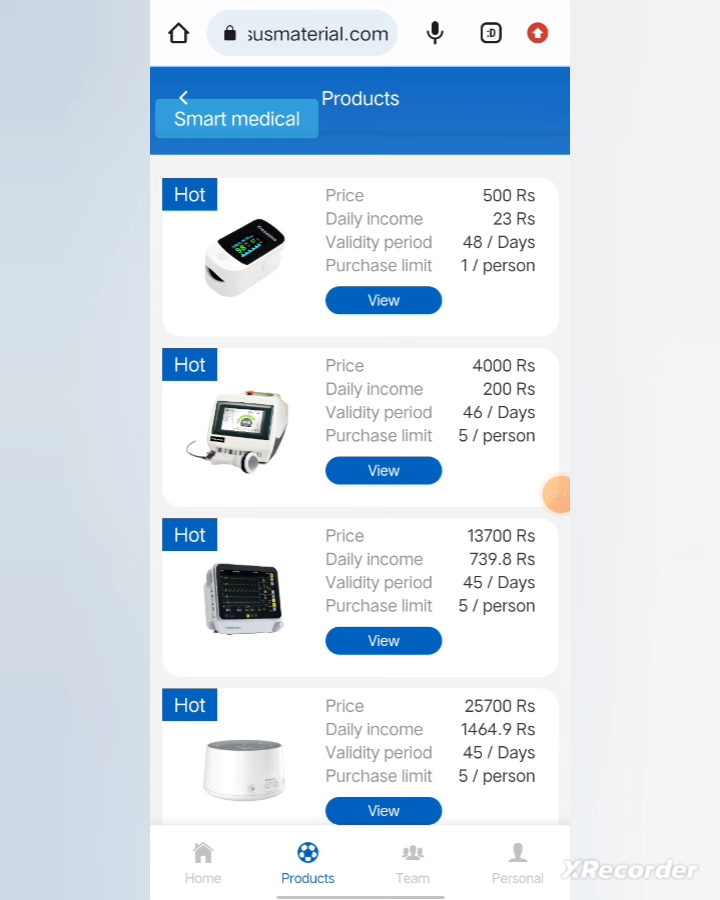 susmaterial.com
:D
Products
Smart medical
Hot
Price 500 Rs
Daily income 23 Rs
Validity period 48 / Days
Purchase limit 1 / person
View
Hot
Price 4000 Rs
Daily income 200 Rs
Validity period 46 / Days
Purchase limit 5 / person
View
Hot
Price 13700 Rs
Daily income 739.8 Rs
Validity period 45 / Days
Purchase limit 5 / person
View
Hot
Price 25700 Rs
Daily income 1464.9 Rs
Validity period 45 / Days
Purchase limit 5 / person
View
Home Products Team Personal
XRecorder